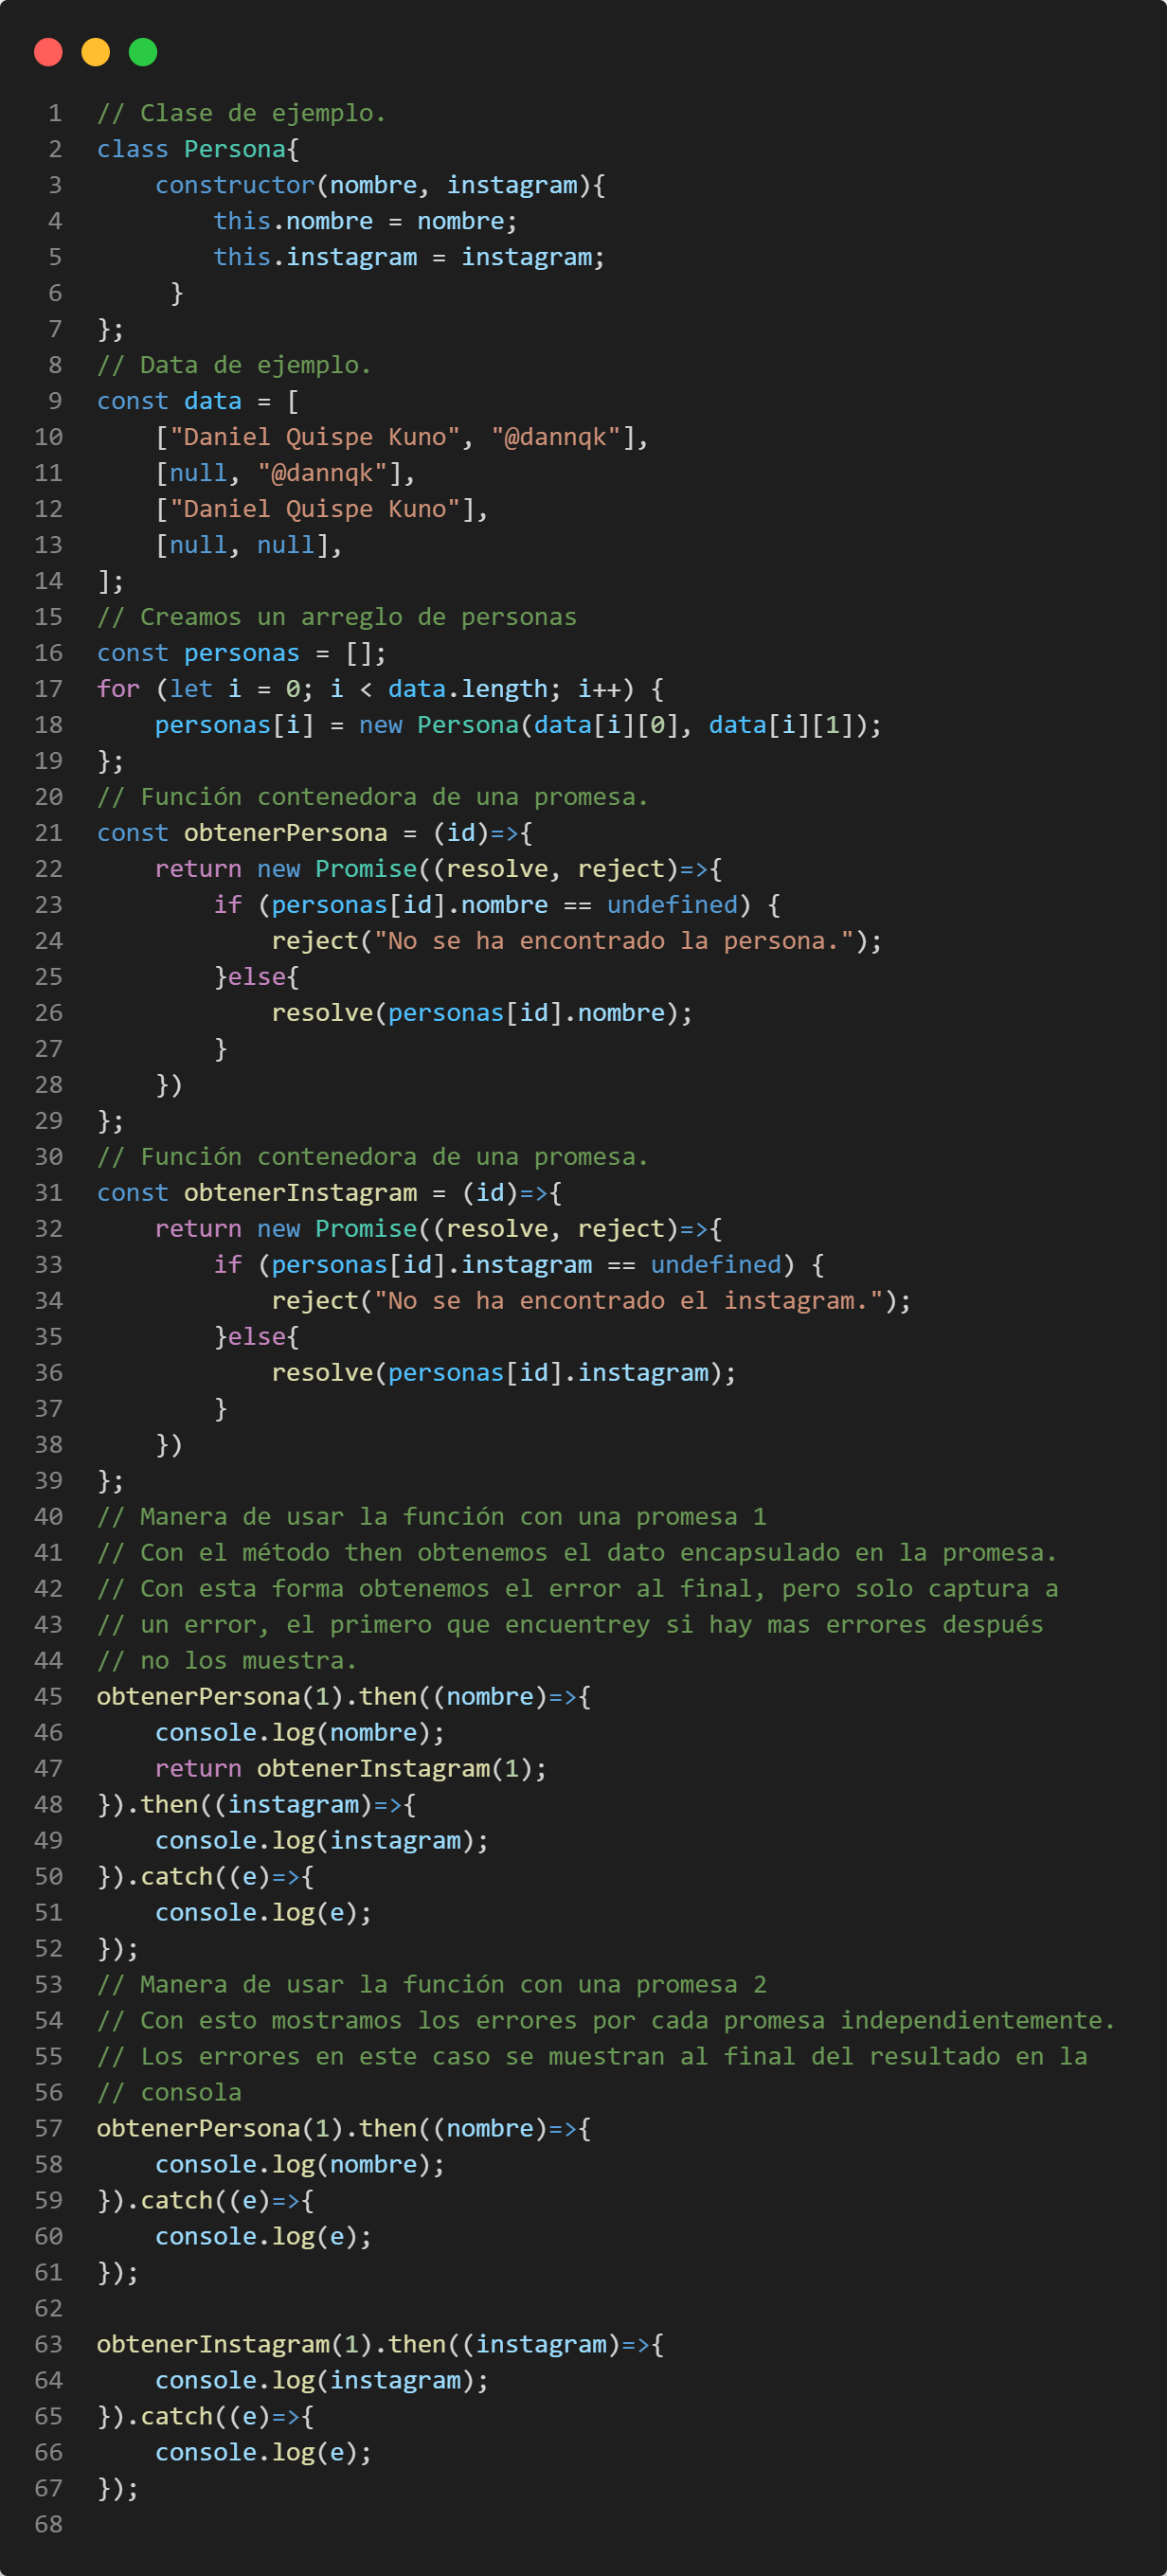 1 // Clase de ejemplo.
2 class Persona{
3     constructor(nombre, instagram){
4         this.nombre = nombre;
5         this.instagram = instagram;
6      }
7 };
8 // Data de ejemplo.
9 const data = [
10     ["Daniel Quispe Kuno", "@dannqk"],
11     [null, "@dannqk"],
12     ["Daniel Quispe Kuno"],
13     [null, null],
14 ];
15 // Creamos un arreglo de personas
16 const personas = [];
17 for (let i = 0; i < data.length; i++) {
18     personas[i] = new Persona(data[i][0], data[i][1]);
19 };
20 // Función contenedora de una promesa.
21 const obtenerPersona = (id)=>{
22     return new Promise((resolve, reject)=>{
23         if (personas[id].nombre == undefined) {
24             reject("No se ha encontrado la persona.");
25         }else{
26             resolve(personas[id].nombre);
27         }
28     })
29 };
30 // Función contenedora de una promesa.
31 const obtenerInstagram = (id)=>{
32     return new Promise((resolve, reject)=>{
33         if (personas[id].instagram == undefined) {
34             reject("No se ha encontrado el instagram.");
35         }else{
36             resolve(personas[id].instagram);
37         }
38     })
39 };
40 // Manera de usar la función con una promesa 1
41 // Con el método then obtenemos el dato encapsulado en la promesa.
42 // Con esta forma obtenemos el error al final, pero solo captura a
43 // un error, el primero que encuentrey si hay mas errores después
44 // no los muestra.
45 obtenerPersona(1).then((nombre)=>{
46     console.log(nombre);
47     return obtenerInstagram(1);
48 }).then((instagram)=>{
49     console.log(instagram);
50 }).catch((e)=>{
51     console.log(e);
52 });
53 // Manera de usar la función con una promesa 2
54 // Con esto mostramos los errores por cada promesa independientemente.
55 // Los errores en este caso se muestran al final del resultado en la
56 // consola
57 obtenerPersona(1).then((nombre)=>{
58     console.log(nombre);
59 }).catch((e)=>{
60     console.log(e);
61 });
62
63 obtenerInstagram(1).then((instagram)=>{
64     console.log(instagram);
65 }).catch((e)=>{
66     console.log(e);
67 });
68